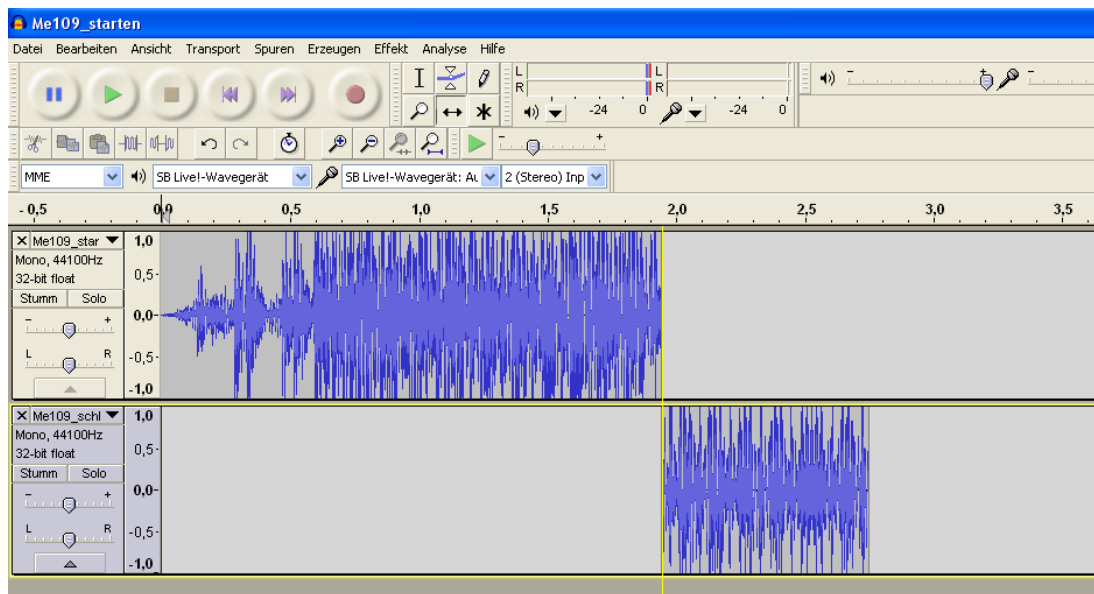 Me109_starten
Datei Bearbeiten Ansicht Transport Spuren Erzeugen Effekt Analyse Hilfe
L
R
-24 0
L
R
-24 0
- +
MME SB Live!-Wavegerät SB Live!-Wavegerät: Au 2 (Stereo) Inp
- 0,5 0,0 0,5 1,0 1,5 2,0 2,5 3,0 3,5
X Me109_star
Mono, 44100Hz
32-bit float
Stumm Solo
- +
L R
1,0
0,5-
0,0-
-0,5-
-1,0
X Me109_schl
Mono, 44100Hz
32-bit float
Stumm Solo
- +
L R
1,0
0,5-
0,0-
-0,5-
-1,0